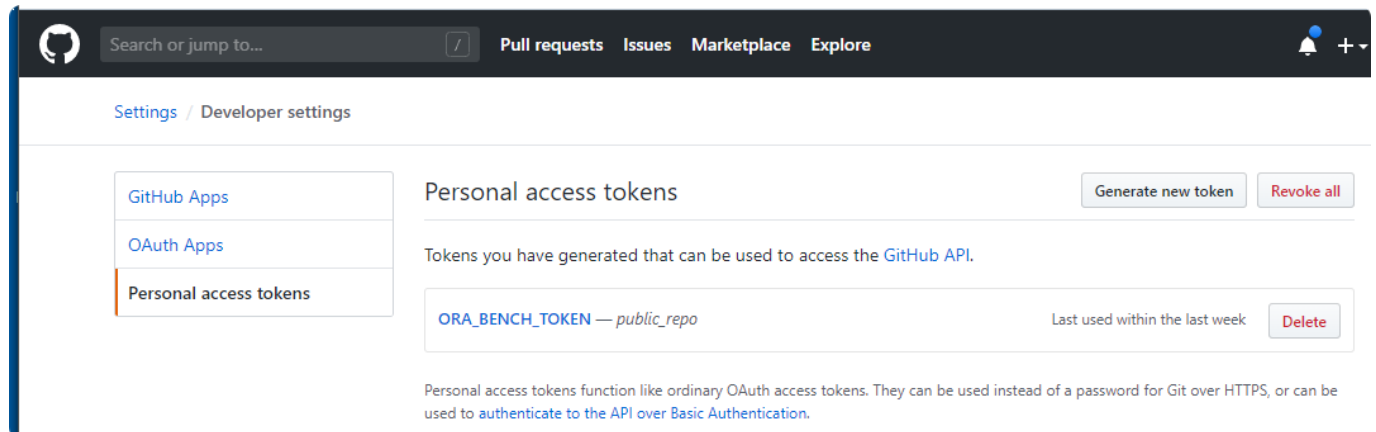 Search or jump to... /
Pull requests Issues Marketplace Explore
Settings / Developer settings
GitHub Apps
OAuth Apps
Personal access tokens
Personal access tokens
Generate new token
Revoke all
Tokens you have generated that can be used to access the GitHub API.
ORA_BENCH_TOKEN — public_repo
Last used within the last week
Delete
Personal access tokens function like ordinary OAuth access tokens. They can be used instead of a password for Git over HTTPS, or can be
used to authenticate to the API over Basic Authentication.